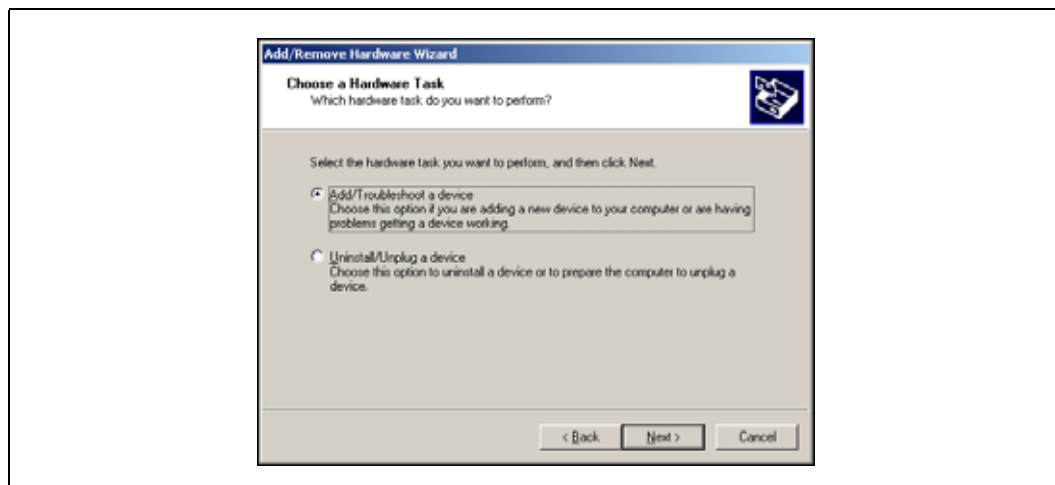 Add/Remove Hardware Wizard
Choose a Hardware Task
Which hardware task do you want to perform?
Select the hardware task you want to perform, and then click Next.
Add/Troubleshoot a device
Choose this option if you are adding a new device to your computer or are having
problems getting a device working.
Uninstall/Unplug a device
Choose this option to uninstall a device or to prepare the computer to unplug a
device.
< Back
Next >
Cancel